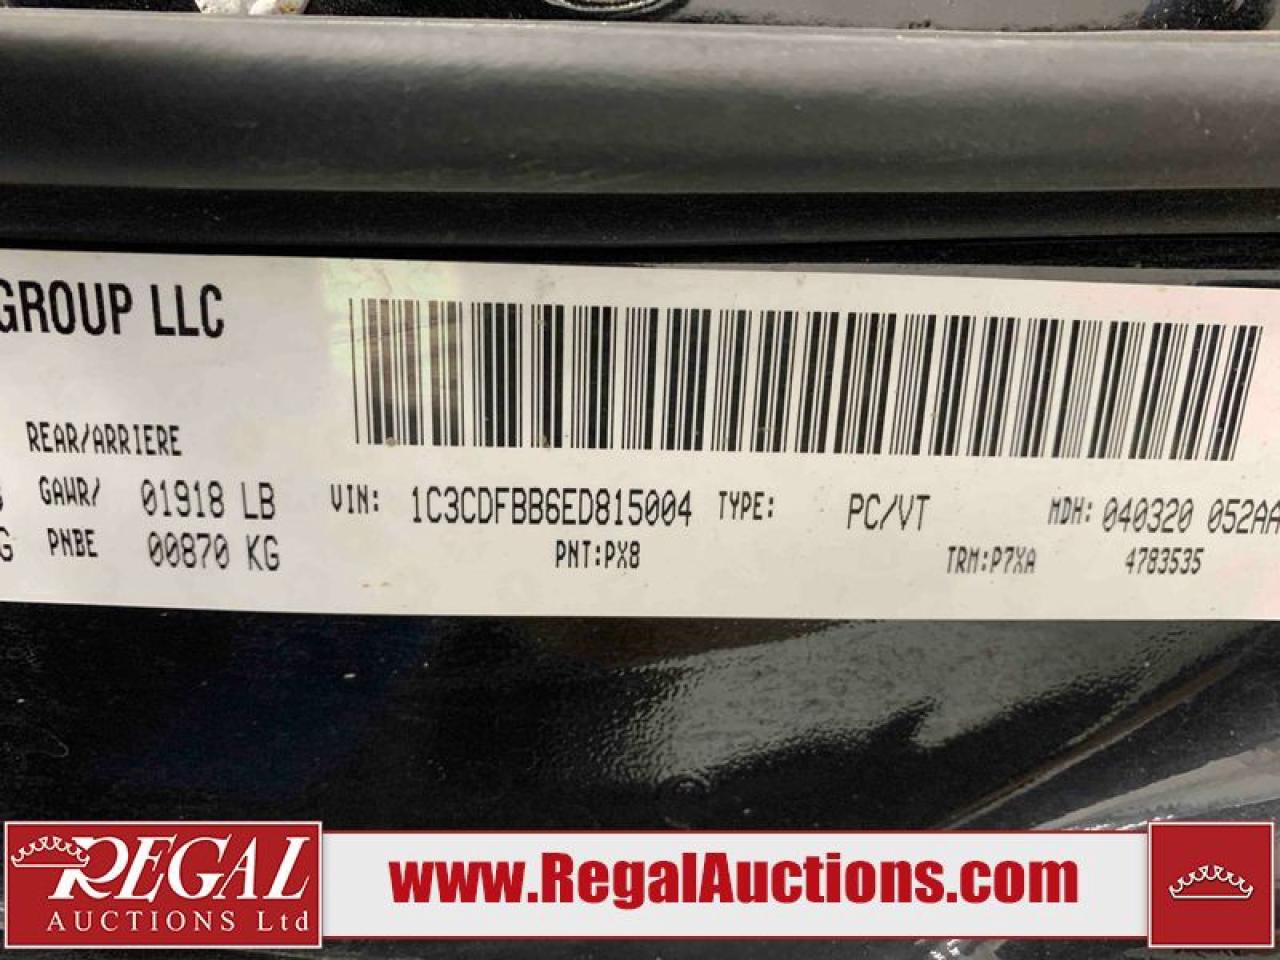 GROUP LLC
REAR/ARRIERE
GAWR/ 01918 LB VIN: 1C3CDFBB6ED815004 TYPE: PC/VT MDH: 040320 052AA
G PNBE 00870 KG PNT:PX8 TRM:P7XA 4783535
REGAL
AUCTIONS Ltd
www.RegalAuctions.com